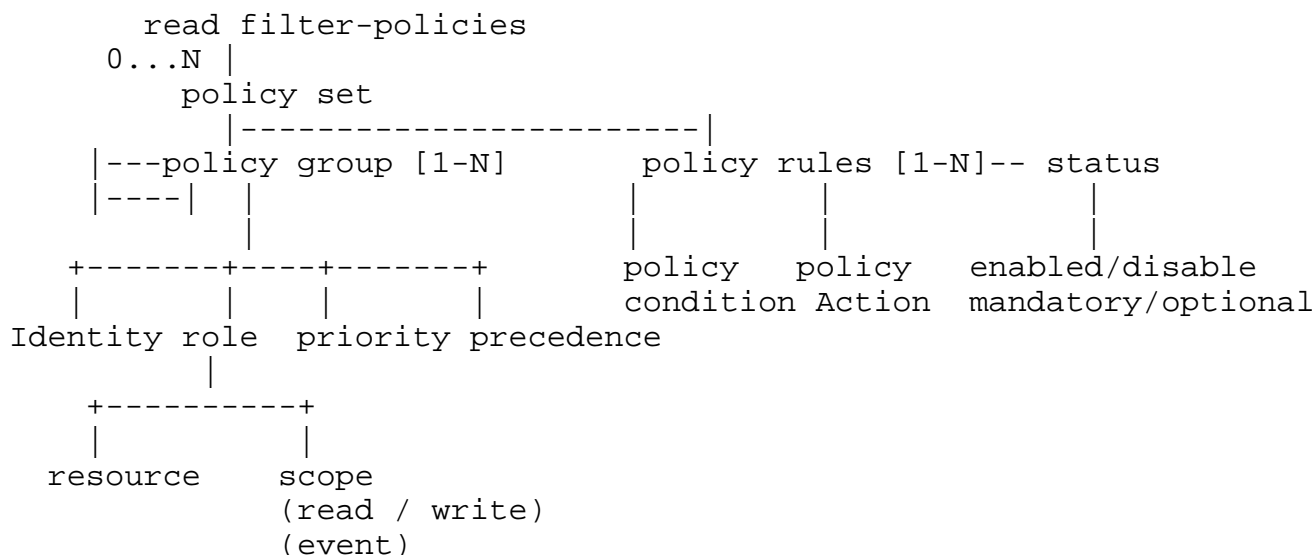 read filter-policies
0...N |
policy set
|------------------------|
|---policy group [1-N] policy rules [1-N]-- status
|----| | | | |
| | | |
+-------+----+-------+ policy policy enabled/disable
| | | | condition Action mandatory/optional
Identity role priority precedence
|
+----------+
| |
resource scope
(read / write)
(event)